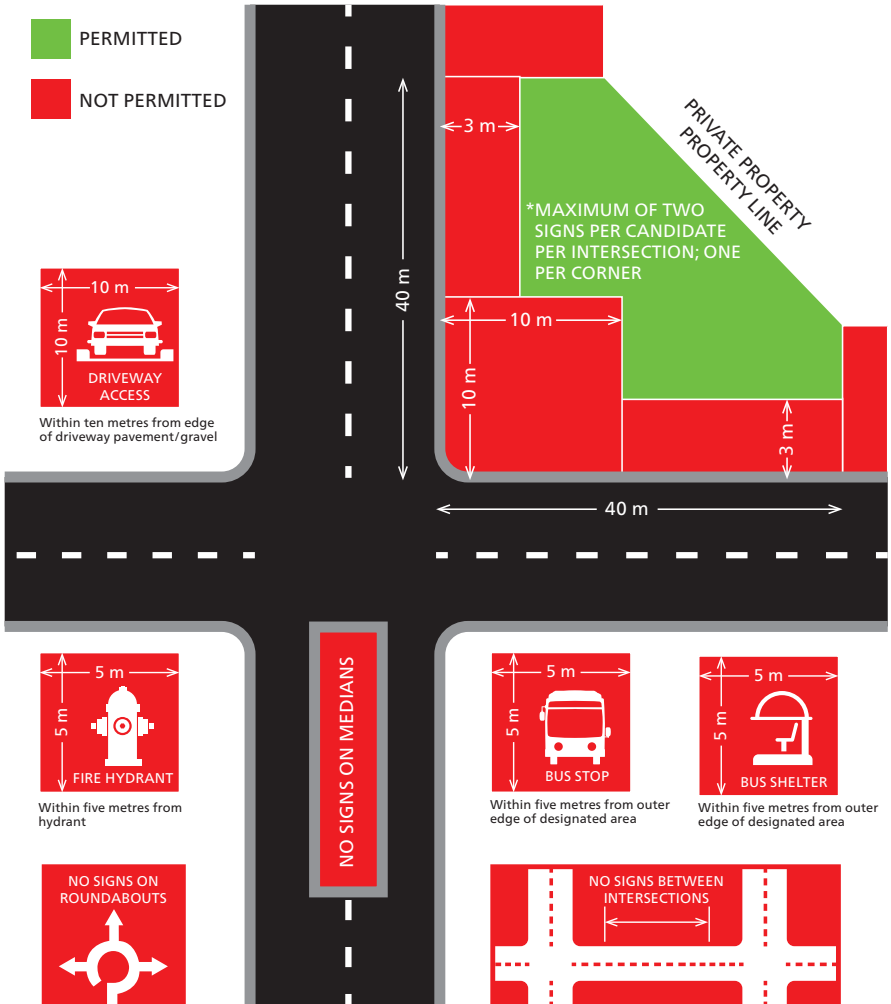 PERMITTED
NOT PERMITTED
3 m
PRIVATE PROPERTY
PROPERTY LINE
*MAXIMUM OF TWO
SIGNS PER CANDIDATE
PER INTERSECTION; ONE
PER CORNER
40 m
10 m
10 m
3 m
40 m
10 m
10 m
DRIVEWAY
ACCESS
Within ten metres from edge
of driveway pavement/gravel
5 m
5 m
FIRE HYDRANT
Within five metres from
hydrant
NO SIGNS ON MEDIANS
5 m
5 m
BUS STOP
Within five metres from outer
edge of designated area
5 m
5 m
BUS SHELTER
Within five metres from outer
edge of designated area
NO SIGNS ON
ROUNDABOUTS
NO SIGNS BETWEEN
INTERSECTIONS